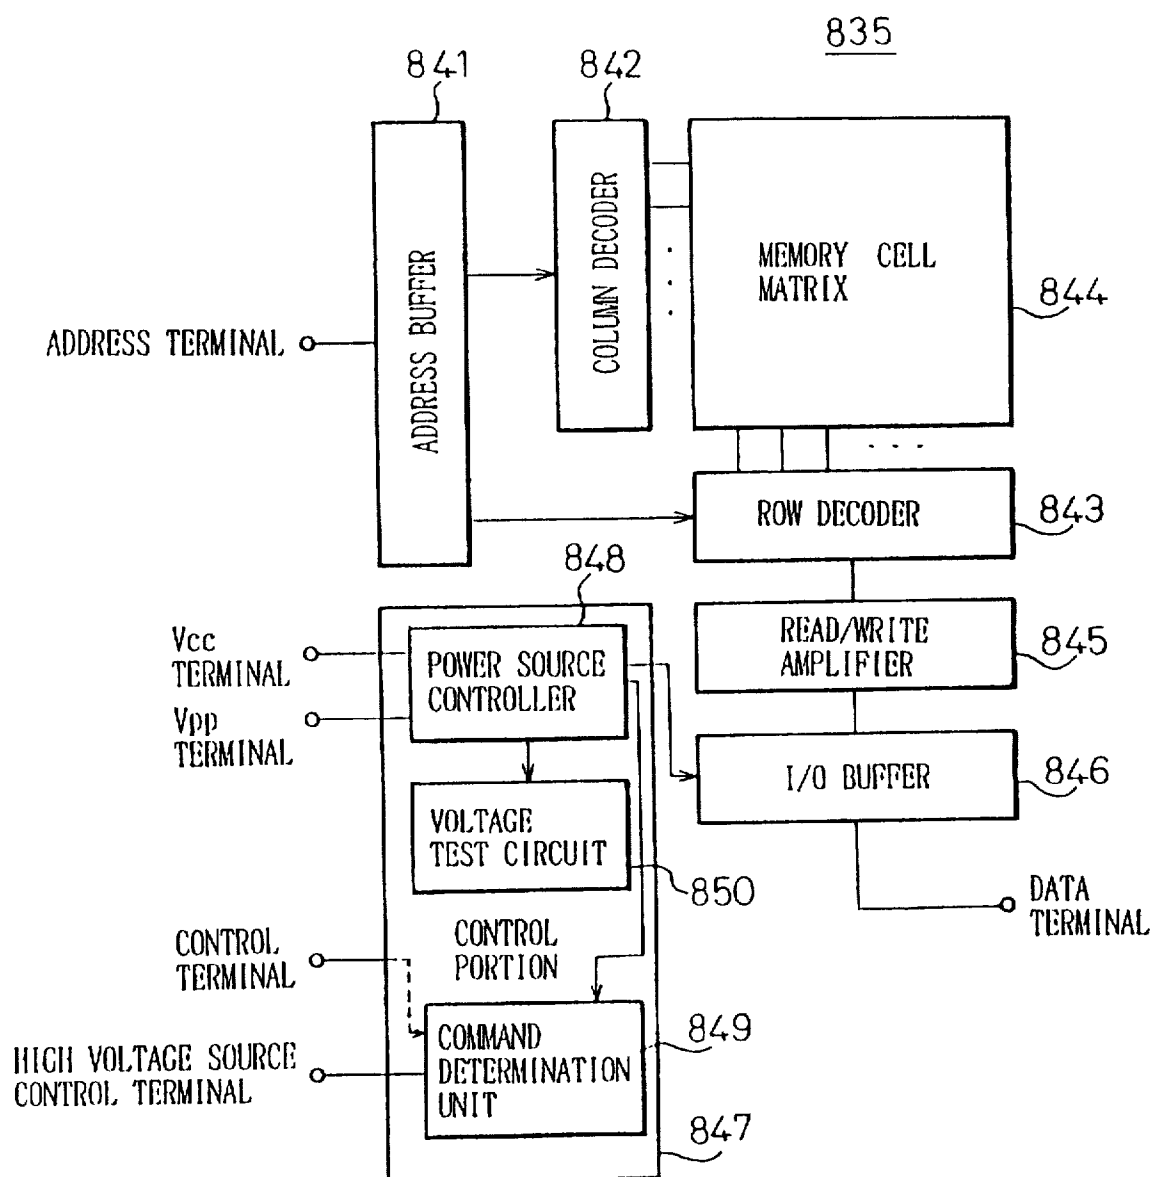 835
841
842
ADDRESS BUFFER
COLUMN DECODER
MEMORY CELL
MATRIX
844
ADDRESS TERMINAL
ROW DECODER
843
848
Vcc
TERMINAL
POWER SOURCE
CONTROLLER
READ/WRITE
AMPLIFIER
845
Vpp
TERMINAL
I/O BUFFER
846
VOLTAGE
TEST CIRCUIT
850
DATA
TERMINAL
CONTROL
TERMINAL
CONTROL
PORTION
COMMAND
DETERMINATION
UNIT
849
HIGH VOLTAGE SOURCE
CONTROL TERMINAL
847